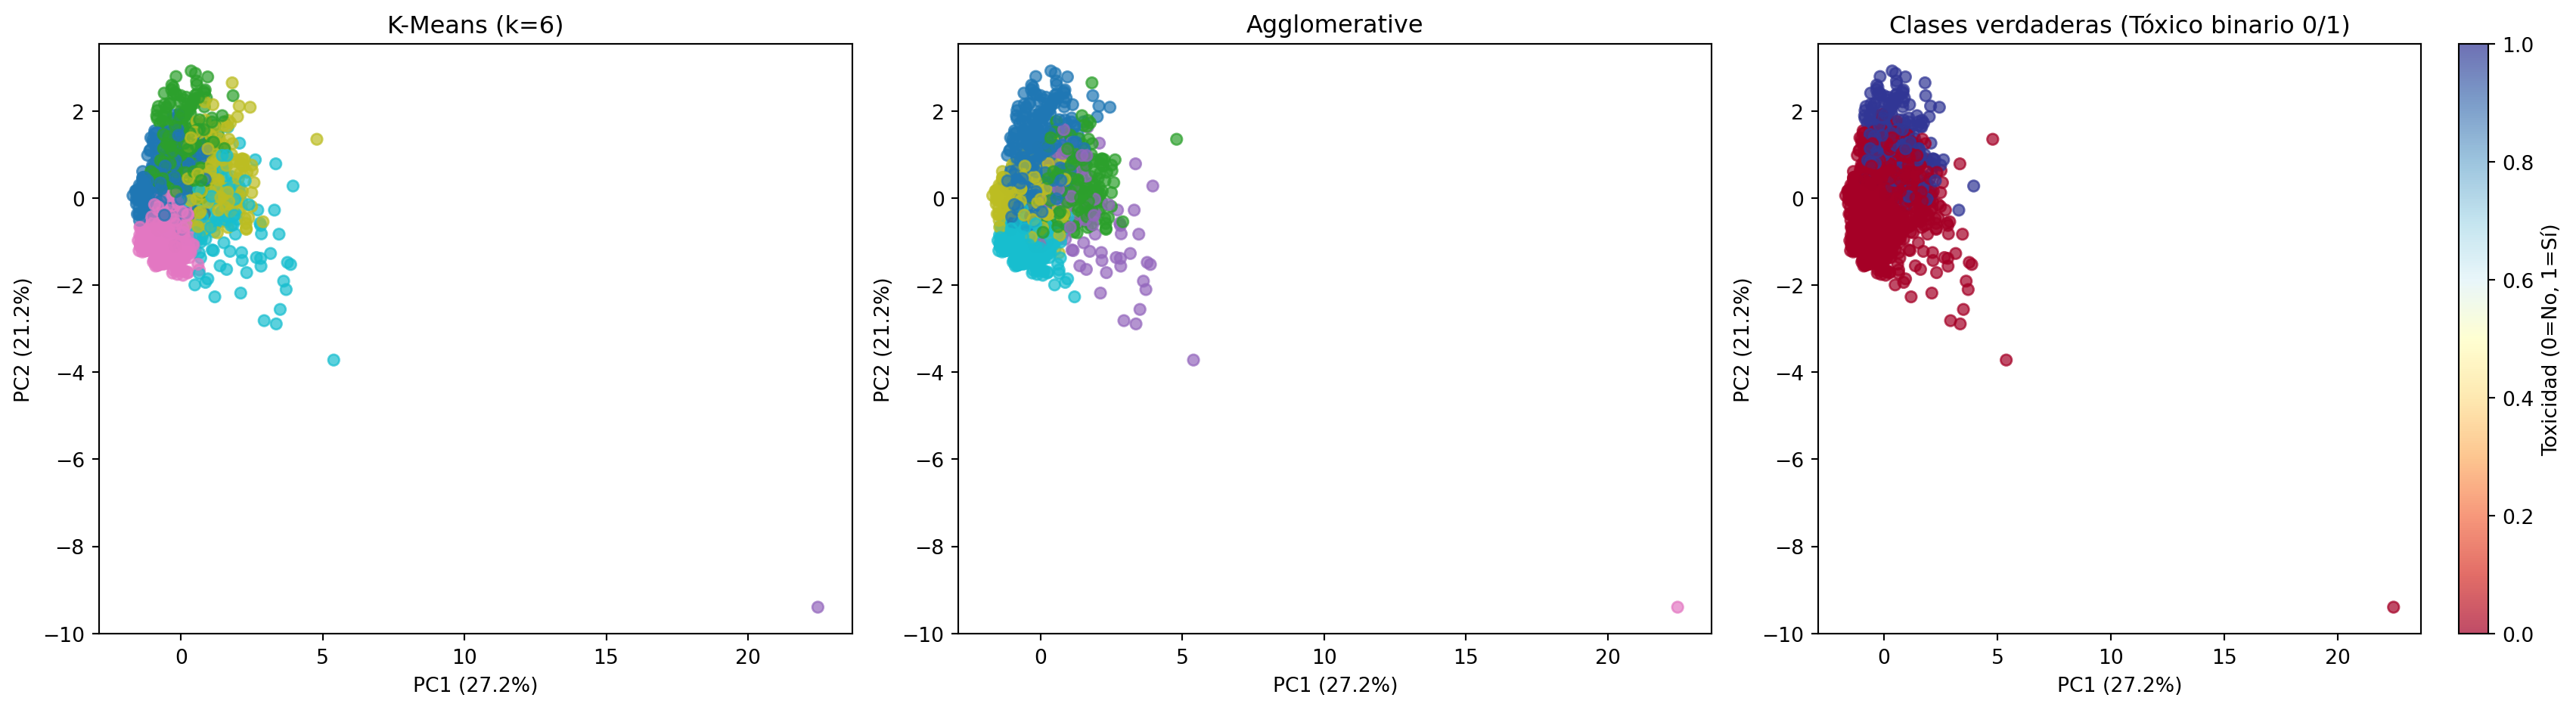 K-Means (k=6)
2
0
−2
−4
−6
−8
−10
PC2 (21.2%)
0 5 10 15 20
PC1 (27.2%)
Agglomerative
2
0
−2
−4
−6
−8
−10
PC2 (21.2%)
0 5 10 15 20
PC1 (27.2%)
Clases verdaderas (Tóxico binario 0/1)
2
0
−2
−4
−6
−8
−10
PC2 (21.2%)
0 5 10 15 20
PC1 (27.2%)
1.0
0.8
0.6
0.4
0.2
0.0
Toxicidad (0=No, 1=Sí)